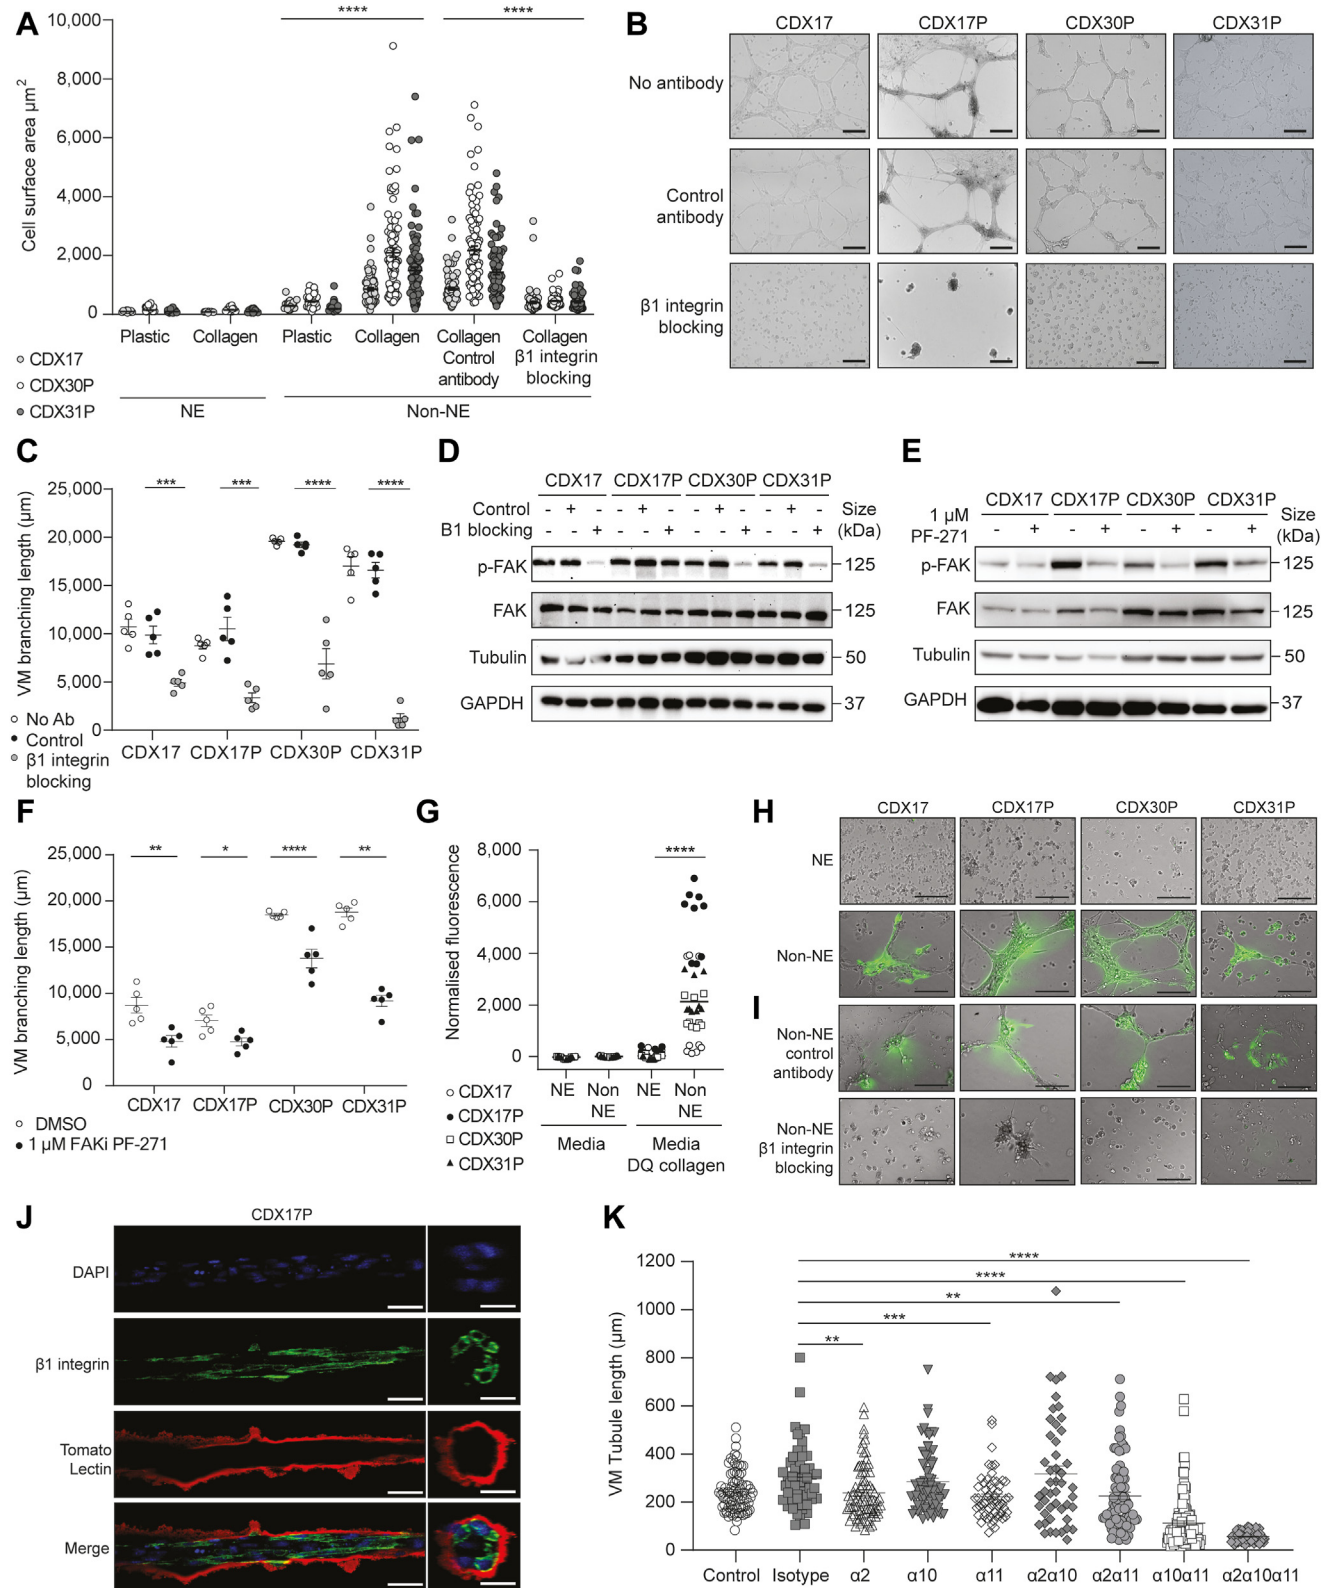 A
10,000
8,000
6,000
4,000
2,000
0
Cell surface area µm²
****
****
Plastic Collagen Plastic Collagen Collagen Control antibody Collagen β1 integrin blocking
CDX17
CDX30P
CDX31P
NE Non-NE
B
CDX17 CDX17P CDX30P CDX31P
No antibody
Control
antibody
β1 integrin
blocking
C
25,000
20,000
15,000
10,000
5,000
0
VM branching length (µm)
*** *** **** ****
CDX17 CDX17P CDX30P CDX31P
No Ab
Control
β1 integrin
blocking
D
CDX17 CDX17P CDX30P CDX31P
Control - + - - + - - + - - + - Size
B1 blocking - - + - - + - - + - - + (kDa)
p-FAK 125
FAK 125
Tubulin 50
GAPDH 37
E
CDX17 CDX17P CDX30P CDX31P
1 µM
PF-271 - + - + - + - + Size
(kDa)
p-FAK 125
FAK 125
Tubulin 50
GAPDH 37
F
25,000
20,000
15,000
10,000
5,000
0
VM branching length (µm)
** * **** **
CDX17 CDX17P CDX30P CDX31P
DMSO
1 µM FAKi PF-271
G
8,000
6,000
4,000
2,000
0
Normalised fluorescence
****
NE Non NE NE Non NE
Media Media DQ collagen
CDX17
CDX17P
CDX30P
CDX31P
H
CDX17 CDX17P CDX30P CDX31P
NE
Non-NE
I
Non-NE
control
antibody
Non-NE
β1 integrin
blocking
J
CDX17P
DAPI
β1 integrin
Tomato
Lectin
Merge
K
1200
1000
800
600
400
200
0
VM Tubule length (µm)
****
****
**
***
**
Control Isotype α2 α10 α11 α2α10 α2α11 α10α11 α2α10α11